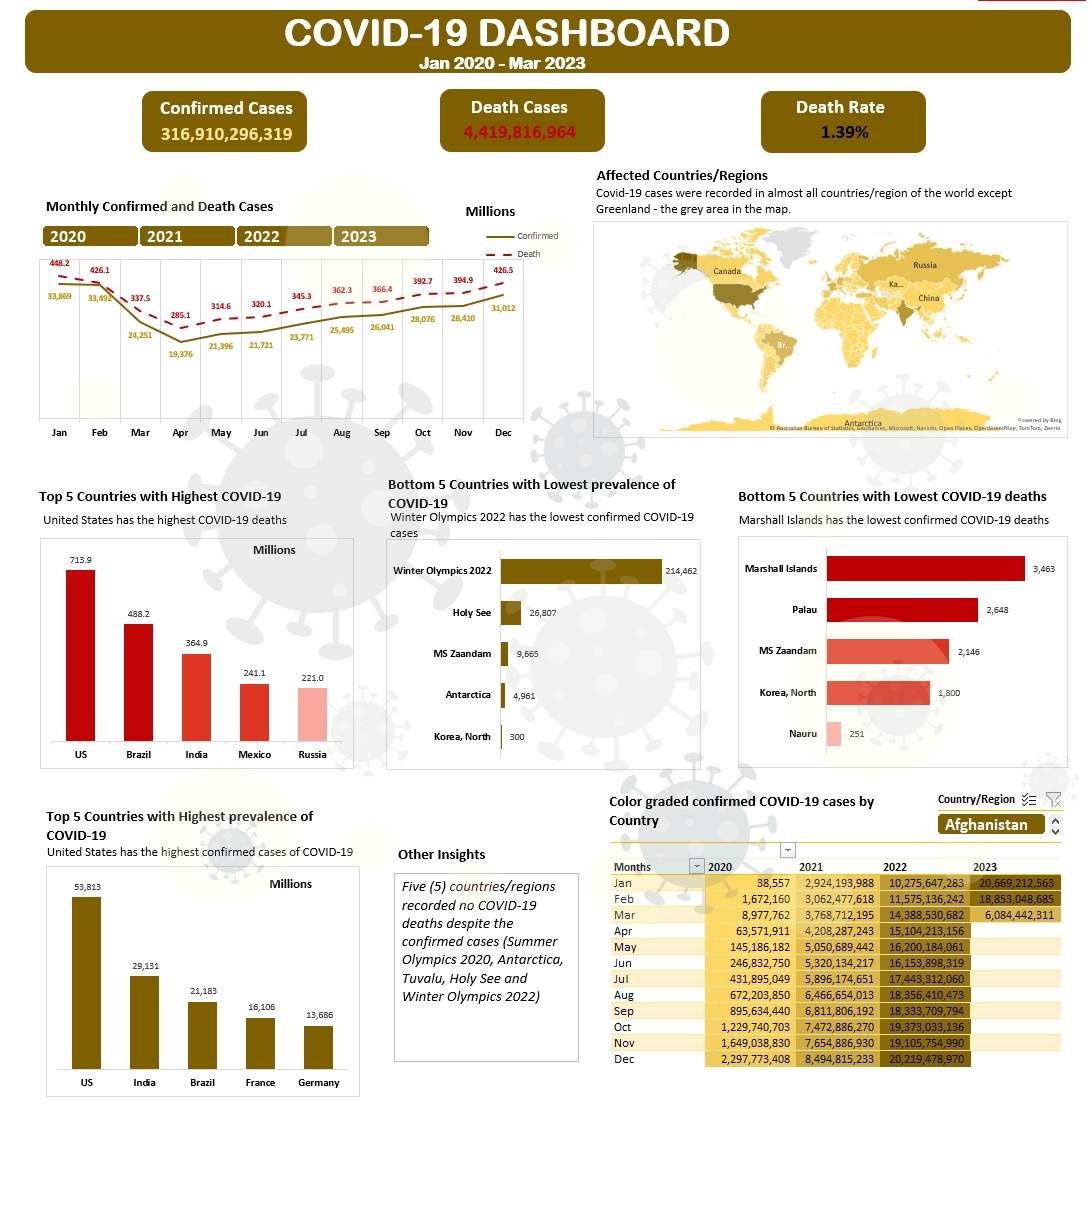 COVID-19 DASHBOARD
Jan 2020 - Mar 2023
Confirmed Cases
316,910,296,319
Death Cases
4,419,816,964
Death Rate
1.39%
Monthly Confirmed and Death Cases
Millions
2020 2021 2022 2023
Confirmed
Death
448.2 426.1 337.5 285.1 314.6 320.1 345.3 362.3 366.4 392.7 394.9 426.5
33,869 33,492 24,251 19,376 21,396 21,721 23,771 25,495 26,041 28,076 28,410 31,012
Jan Feb Mar Apr May Jun Jul Aug Sep Oct Nov Dec
Affected Countries/Regions
Covid-19 cases were recorded in almost all countries/region of the world except
Greenland - the grey area in the map.
Canada
Russia
Ka...
China
Br...
Antarctica
Powered by Bing
© Australian Bureau of Statistics, GeoNames, Microsoft, Navinfo, Open Places, OpenStreetMap, TomTom, Zenrin
Top 5 Countries with Highest COVID-19
United States has the highest COVID-19 deaths
Millions
713.9
488.2
364.9
241.1
221.0
US Brazil India Mexico Russia
Bottom 5 Countries with Lowest prevalence of
COVID-19
Winter Olympics 2022 has the lowest confirmed COVID-19
cases
Winter Olympics 2022 214,462
Holy See 26,807
MS Zaandam 9,665
Antarctica 4,961
Korea, North 300
Bottom 5 Countries with Lowest COVID-19 deaths
Marshall Islands has the lowest confirmed COVID-19 deaths
Marshall Islands 3,463
Palau 2,648
MS Zaandam 2,146
Korea, North 1,800
Nauru 251
Top 5 Countries with Highest prevalence of
COVID-19
United States has the highest confirmed cases of COVID-19
Millions
53,813
29,131
21,183
16,106
13,686
US India Brazil France Germany
Other Insights
Five (5) countries/regions
recorded no COVID-19
deaths despite the
confirmed cases (Summer
Olympics 2020, Antarctica,
Tuvalu, Holy See and
Winter Olympics 2022)
Color graded confirmed COVID-19 cases by
Country
Country/Region
Afghanistan
Months 2020 2021 2022 2023
Jan 38,557 2,924,193,988 10,275,647,283 20,669,212,563
Feb 1,672,160 3,062,477,618 11,575,136,242 18,853,048,685
Mar 8,977,762 3,768,712,195 14,388,530,682 6,084,442,311
Apr 63,571,911 4,208,287,243 15,104,213,156
May 145,186,182 5,050,689,442 16,200,184,061
Jun 246,832,750 5,320,134,217 16,153,898,319
Jul 431,895,049 5,896,174,651 17,443,312,060
Aug 672,203,850 6,466,654,013 18,356,410,473
Sep 895,634,440 6,811,806,192 18,333,709,794
Oct 1,229,740,703 7,472,886,270 19,373,033,136
Nov 1,649,038,830 7,654,886,930 19,105,754,990
Dec 2,297,773,408 8,494,815,233 20,219,478,970